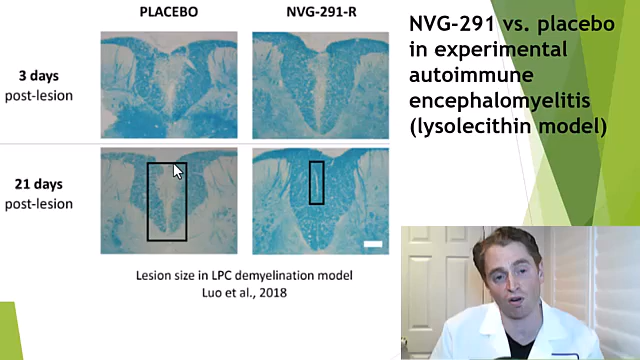 PLACEBO
NVG-291-R
3 days
post-lesion
21 days
post-lesion
Lesion size in LPC demyelination model
Luo et al., 2018
NVG-291 vs. placebo
in experimental
autoimmune
encephalomyelitis
(lysolecithin model)